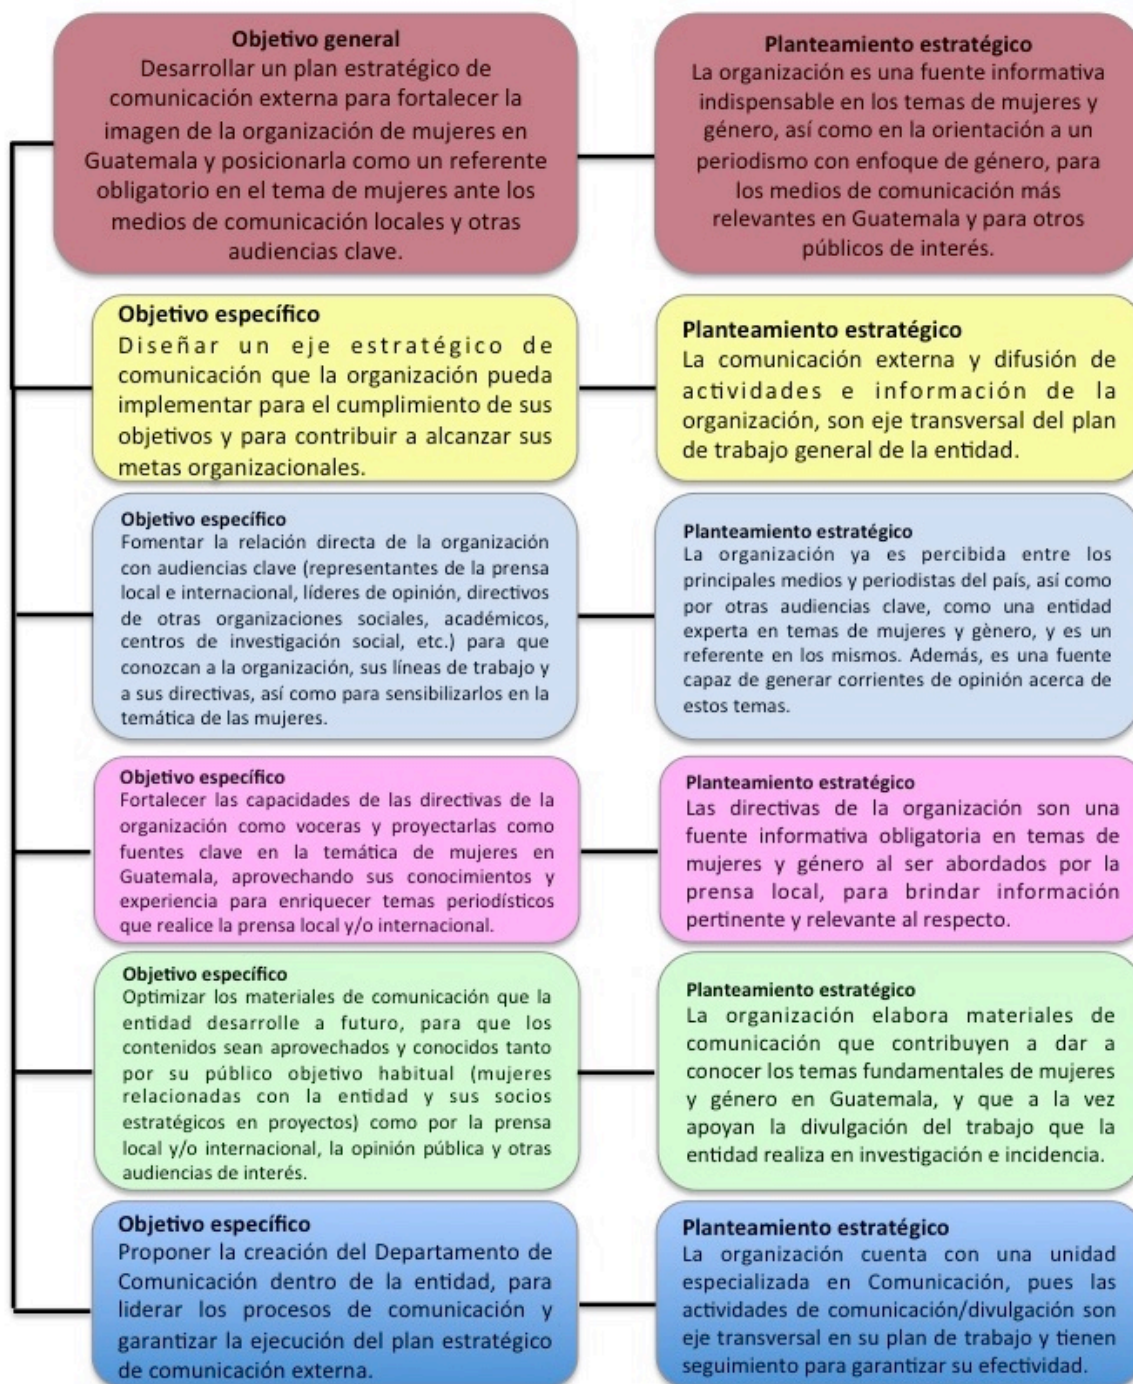 Objetivo general
Desarrollar un plan estratégico de
comunicación externa para fortalecer la
imagen de la organización de mujeres en
Guatemala y posicionarla como un referente
obligatorio en el tema de mujeres ante los
medios de comunicación locales y otras
audiencias clave.
Planteamiento estratégico
La organización es una fuente informativa
indispensable en los temas de mujeres y
género, así como en la orientación a un
periodismo con enfoque de género, para
los medios de comunicación más
relevantes en Guatemala y para otros
públicos de interés.
Objetivo específico
Diseñar un eje estratégico de
comunicación que la organización pueda
implementar para el cumplimiento de sus
objetivos y para contribuir a alcanzar sus
metas organizacionales.
Planteamiento estratégico
La comunicación externa y difusión de
actividades e información de la
organización, son eje transversal del plan
de trabajo general de la entidad.
Objetivo específico
Fomentar la relación directa de la organización
con audiencias clave (representantes de la prensa
local e internacional, líderes de opinión, directivos
de otras organizaciones sociales, académicos,
centros de investigación social, etc.) para que
conozcan a la organización, sus líneas de trabajo y
a sus directivas, así como para sensibilizarlos en la
temática de las mujeres.
Planteamiento estratégico
La organización ya es percibida entre los
principales medios y periodistas del país, así como
por otras audiencias clave, como una entidad
experta en temas de mujeres y gènero, y es un
referente en los mismos. Además, es una fuente
capaz de generar corrientes de opinión acerca de
estos temas.
Objetivo específico
Fortalecer las capacidades de las directivas de la
organización como voceras y proyectarlas como
fuentes clave en la temática de mujeres en
Guatemala, aprovechando sus conocimientos y
experiencia para enriquecer temas periodísticos
que realice la prensa local y/o internacional.
Planteamiento estratégico
Las directivas de la organización son una
fuente informativa obligatoria en temas de
mujeres y género al ser abordados por la
prensa local, para brindar información
pertinente y relevante al respecto.
Objetivo específico
Optimizar los materiales de comunicación que la
entidad desarrolle a futuro, para que los
contenidos sean aprovechados y conocidos tanto
por su público objetivo habitual (mujeres
relacionadas con la entidad y sus socios
estratégicos en proyectos) como por la prensa
local y/o internacional, la opinión pública y otras
audiencias de interés.
Planteamiento estratégico
La organización elabora materiales de
comunicación que contribuyen a dar a
conocer los temas fundamentales de mujeres
y género en Guatemala, y que a la vez
apoyan la divulgación del trabajo que la
entidad realiza en investigación e incidencia.
Objetivo específico
Proponer la creación del Departamento de
Comunicación dentro de la entidad, para
liderar los procesos de comunicación y
garantizar la ejecución del plan estratégico
de comunicación externa.
Planteamiento estratégico
La organización cuenta con una unidad
especializada en Comunicación, pues las
actividades de comunicación/divulgación son
eje transversal en su plan de trabajo y tienen
seguimiento para garantizar su efectividad.